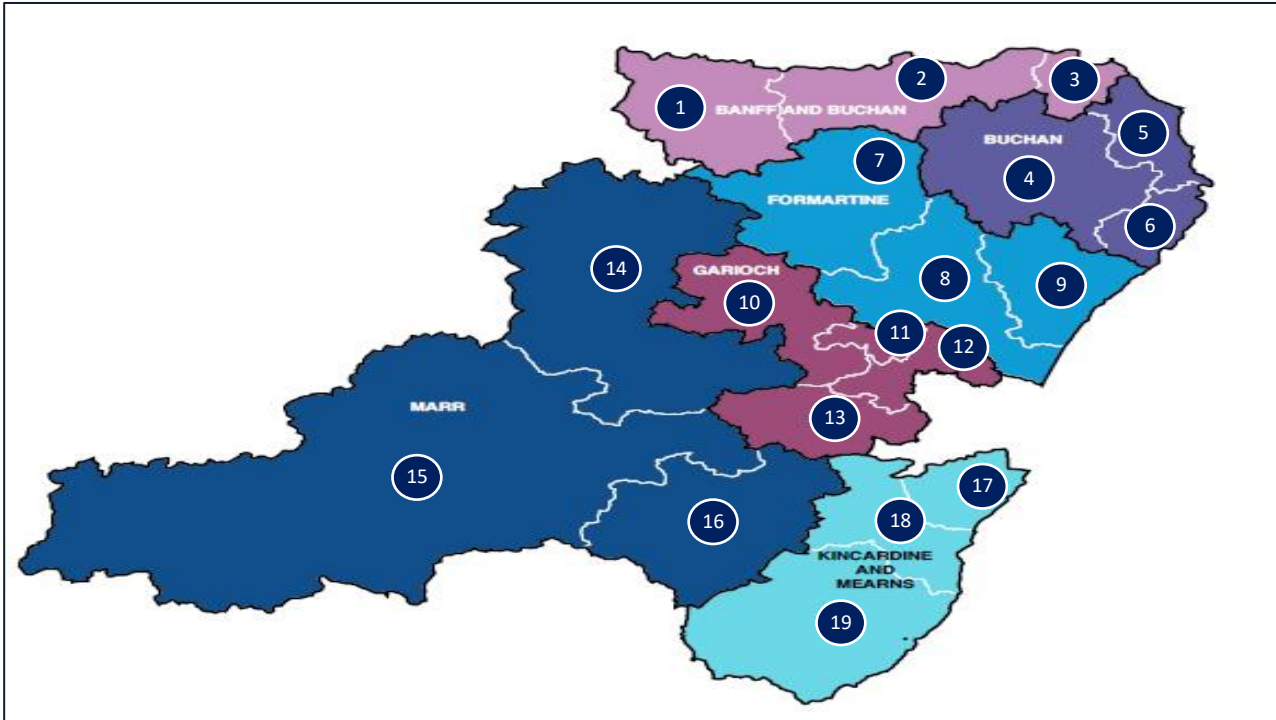 1
2
3
BANFF AND BUCHAN
5
BUCHAN
7
4
FORMARTINE
6
14
GARIOCH
10
8
9
11
12
MARR
13
15
17
16
18
KINCARDINE
AND
MEARNS
19